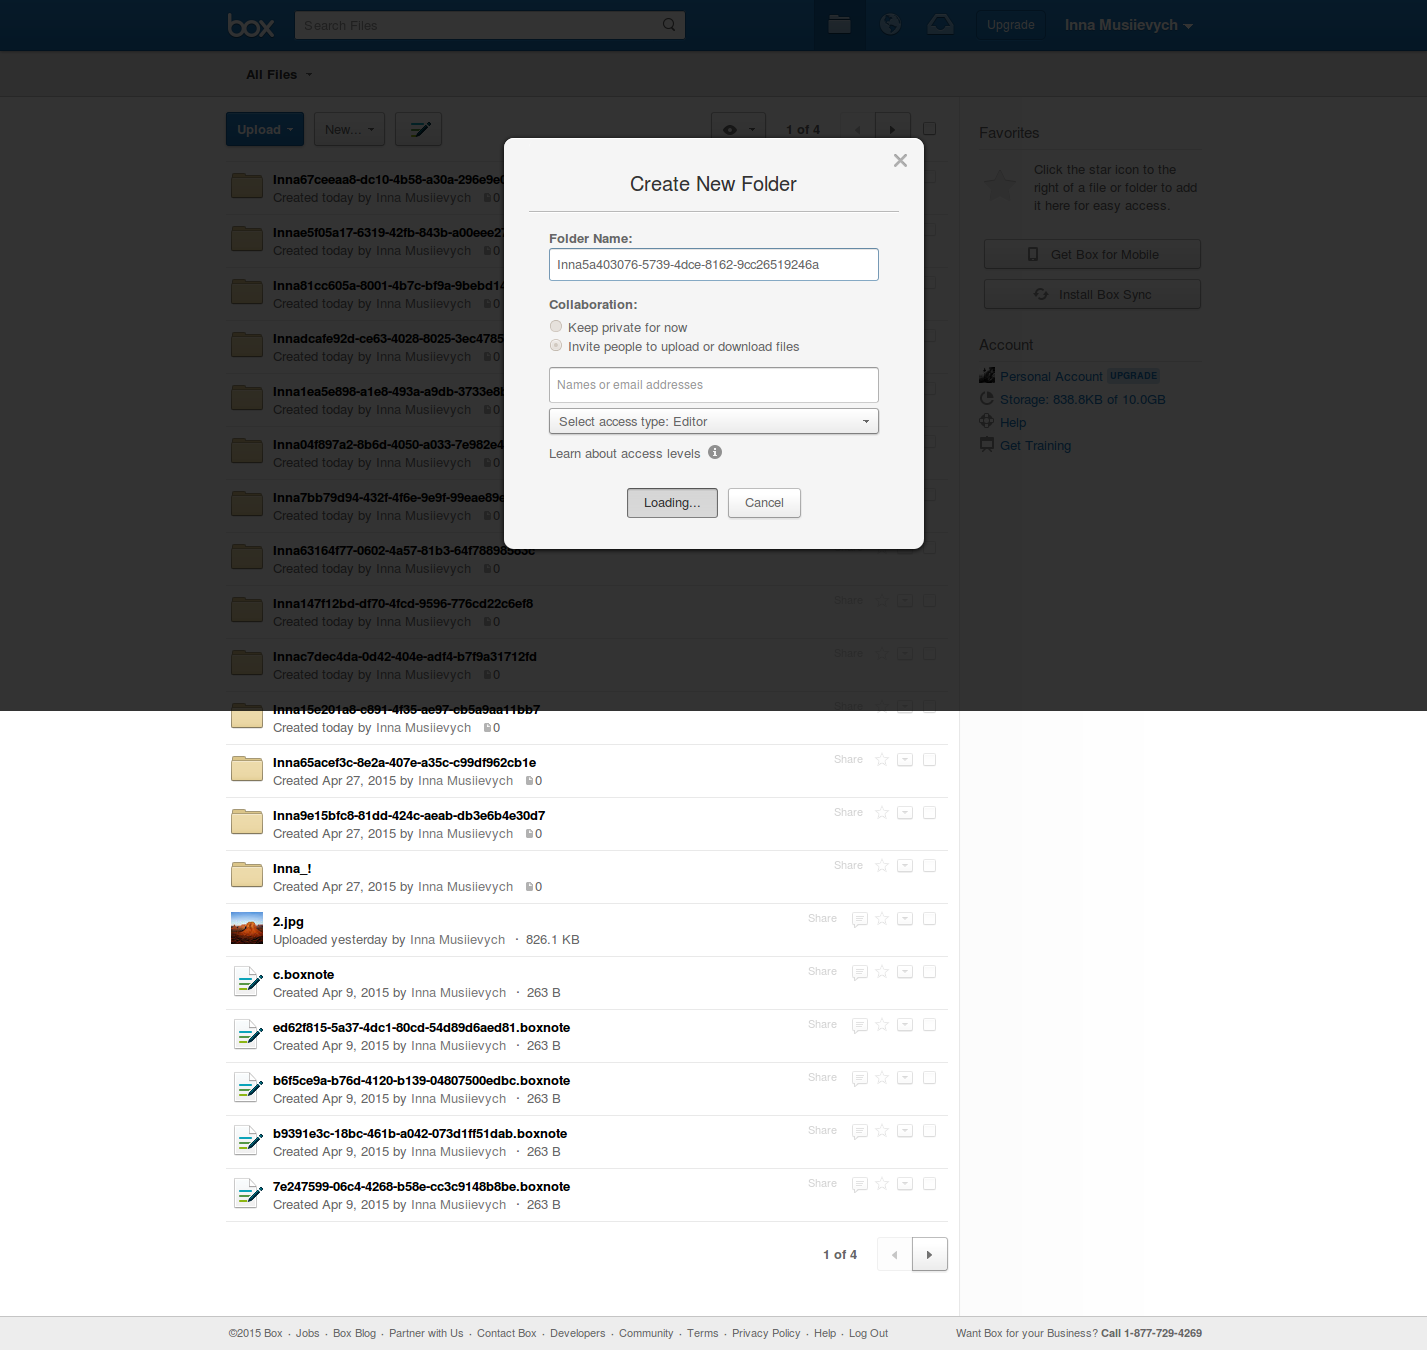 box
Search Files
Upgrade
Inna Musiievych
All Files
Upload
New...
1 of 4
Inna67ceeaa8-dc10-4b58-a30a-296e9e
Created today by Inna Musiievych 0
Innae5f05a17-6319-42fb-843b-a00eee2
Created today by Inna Musiievych 0
Inna81cc605a-8001-4b7c-bf9a-9bebd14
Created today by Inna Musiievych 0
Innadcafe92d-ce63-4028-8025-3ec4785
Created today by Inna Musiievych 0
Inna1ea5e898-a1e8-493a-a9db-3733e8
Created today by Inna Musiievych 0
Inna04f897a2-8b6d-4050-a033-7e982e4
Created today by Inna Musiievych 0
Inna7bb79d94-432f-4f6e-9e9f-99eae89e
Created today by Inna Musiievych 0
Created today by Inna Musiievych 0
Inna147f12bd-df70-4fcd-9596-776cd22c6ef8
Share
Created today by Inna Musiievych 0
Innac7dec4da-0d42-404e-adf4-b7f9a31712fd
Share
Created today by Inna Musiievych 0
Inna15e201a8-c891-4f35-ae97-cb5a9aa11bb7
Share
Created today by Inna Musiievych 0
Inna65acef3c-8e2a-407e-a35c-c99df962cb1e
Share
Created Apr 27, 2015 by Inna Musiievych 0
Inna9e15bfc8-81dd-424c-aeab-db3e6b4e30d7
Share
Created Apr 27, 2015 by Inna Musiievych 0
Inna_!
Share
Created Apr 27, 2015 by Inna Musiievych 0
2.jpg
Share
Uploaded yesterday by Inna Musiievych · 826.1 KB
c.boxnote
Share
Created Apr 9, 2015 by Inna Musiievych · 263 B
ed62f815-5a37-4dc1-80cd-54d89d6aed81.boxnote
Share
Created Apr 9, 2015 by Inna Musiievych · 263 B
b6f5ce9a-b76d-4120-b139-04807500edbc.boxnote
Share
Created Apr 9, 2015 by Inna Musiievych · 263 B
b9391e3c-18bc-461b-a042-073d1ff51dab.boxnote
Share
Created Apr 9, 2015 by Inna Musiievych · 263 B
7e247599-06c4-4268-b58e-cc3c9148b8be.boxnote
Share
Created Apr 9, 2015 by Inna Musiievych · 263 B
1 of 4
Create New Folder
Folder Name:
Inna5a403076-5739-4dce-8162-9cc26519246a
Collaboration:
Keep private for now
Invite people to upload or download files
Names or email addresses
Select access type: Editor
Learn about access levels
Loading...
Cancel
Favorites
Click the star icon to the
right of a file or folder to add
it here for easy access.
Get Box for Mobile
Install Box Sync
Account
Personal Account UPGRADE
Storage: 838.8KB of 10.0GB
Help
Get Training
©2015 Box · Jobs · Box Blog · Partner with Us · Contact Box · Developers · Community · Terms · Privacy Policy · Help · Log Out
Want Box for your Business? Call 1-877-729-4269